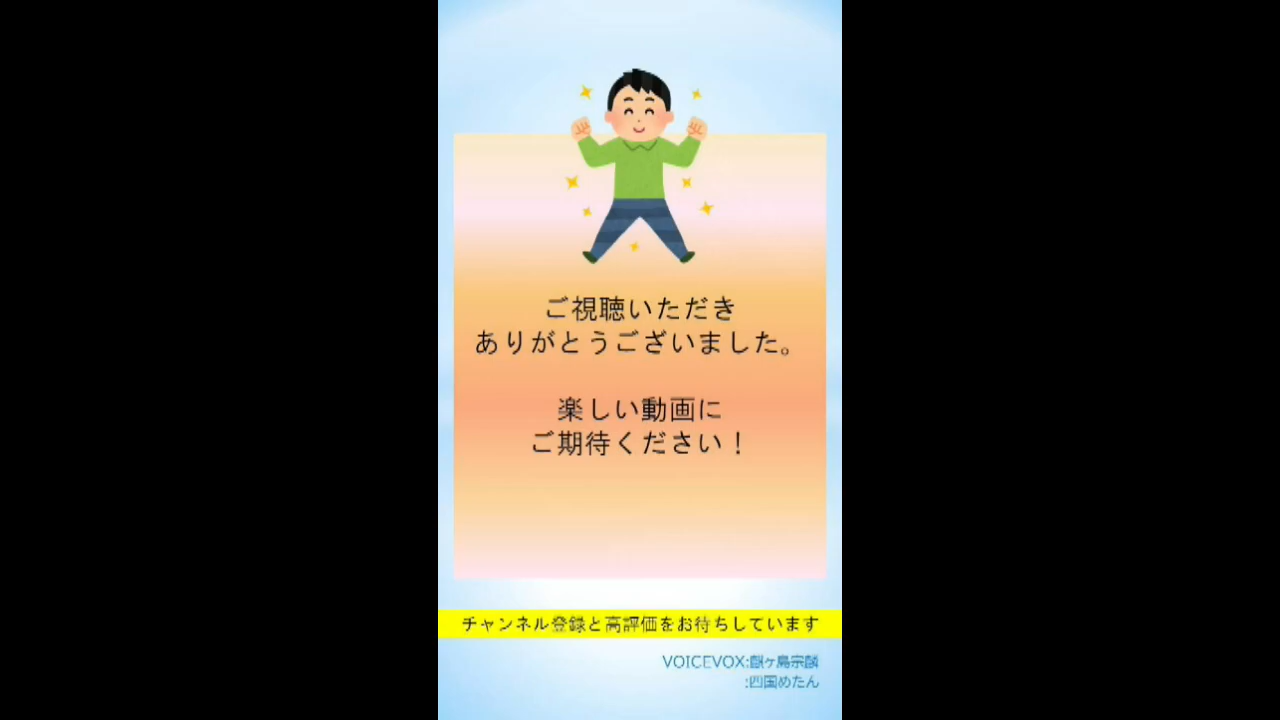 ご視聴いただき
ありがとうございました。
楽しい動画に
ご期待ください！
チャンネル登録と高評価をお待ちしています
VOICEVOX:麒ヶ島宗麟
:四国めたん